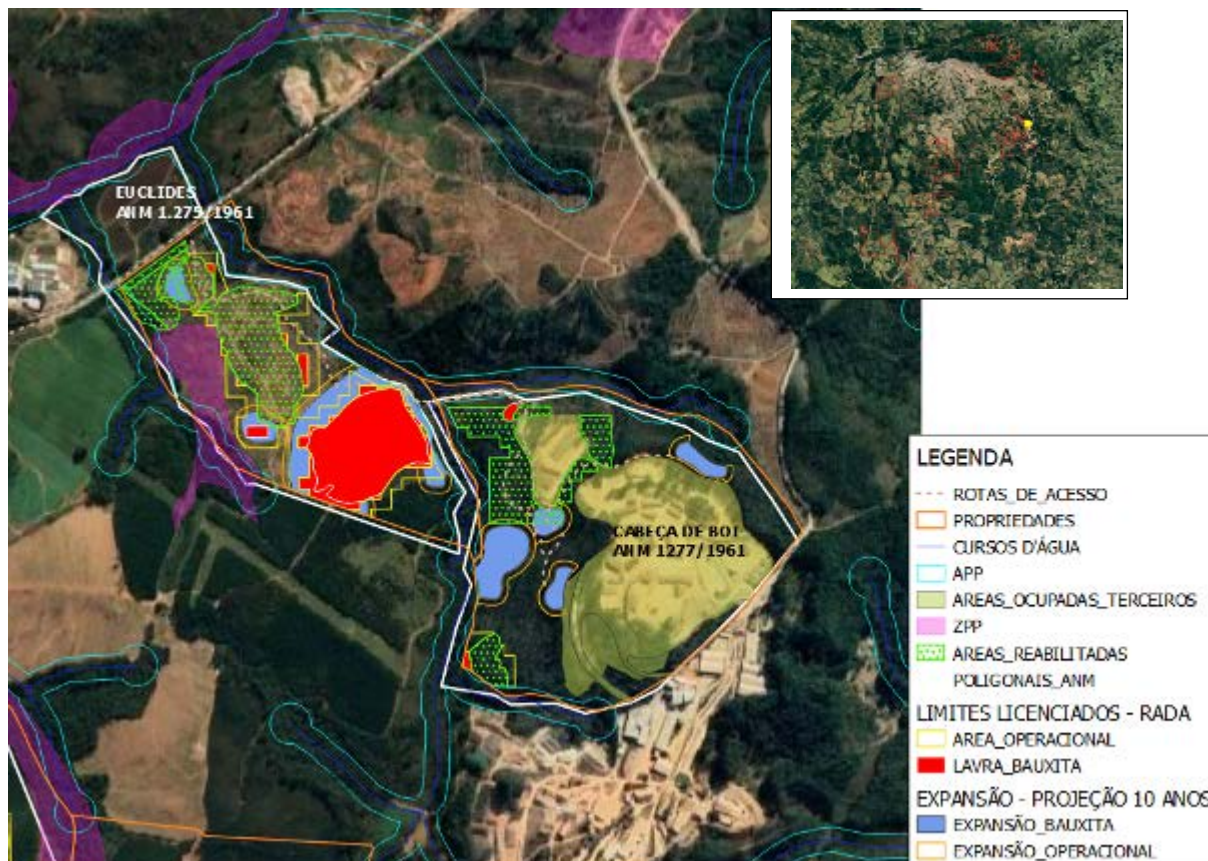 EUCLIDES
ANM 1.275/1961
CABEÇA DE BOI
ANM 1277/1961
LEGENDA
ROTAS_DE_ACESSO
PROPRIEDADES
CURSOS D'ÁGUA
APP
AREAS_OCUPADAS_TERCEIROS
ZPP
AREAS_REABILITADAS
POLIGONAIS_ANM
LIMITES LICENCIADOS - RADA
AREA_OPERACIONAL
LAVRA_BAUXITA
EXPANSÃO - PROJEÇÃO 10 ANOS
EXPANSÃO_BAUXITA
EXPANSÃO_OPERACIONAL